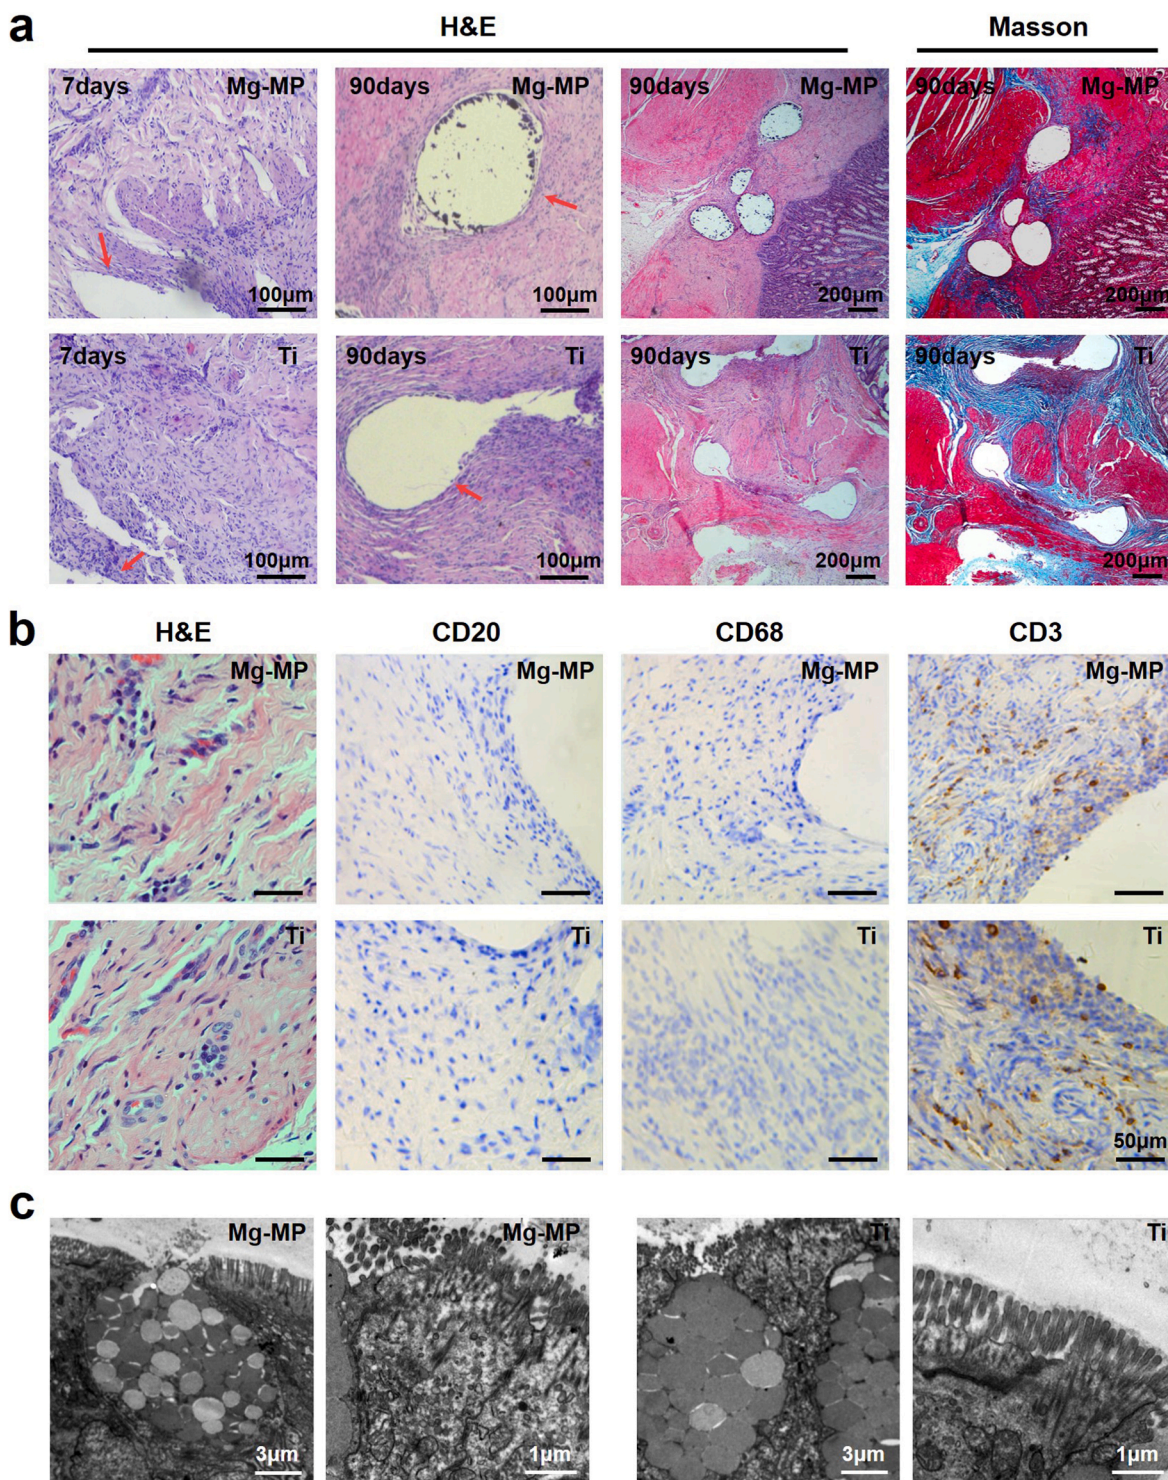 a
H&E
Masson
7days
Mg-MP
100µm
90days
Mg-MP
100µm
90days
Mg-MP
200µm
90days
Mg-MP
200µm
7days
Ti
100µm
90days
Ti
100µm
90days
Ti
200µm
90days
Ti
200µm
b
H&E
CD20
CD68
CD3
Mg-MP
Mg-MP
Mg-MP
Mg-MP
Ti
Ti
Ti
Ti
50µm
c
Mg-MP
3µm
Mg-MP
1µm
Ti
3µm
Ti
1µm